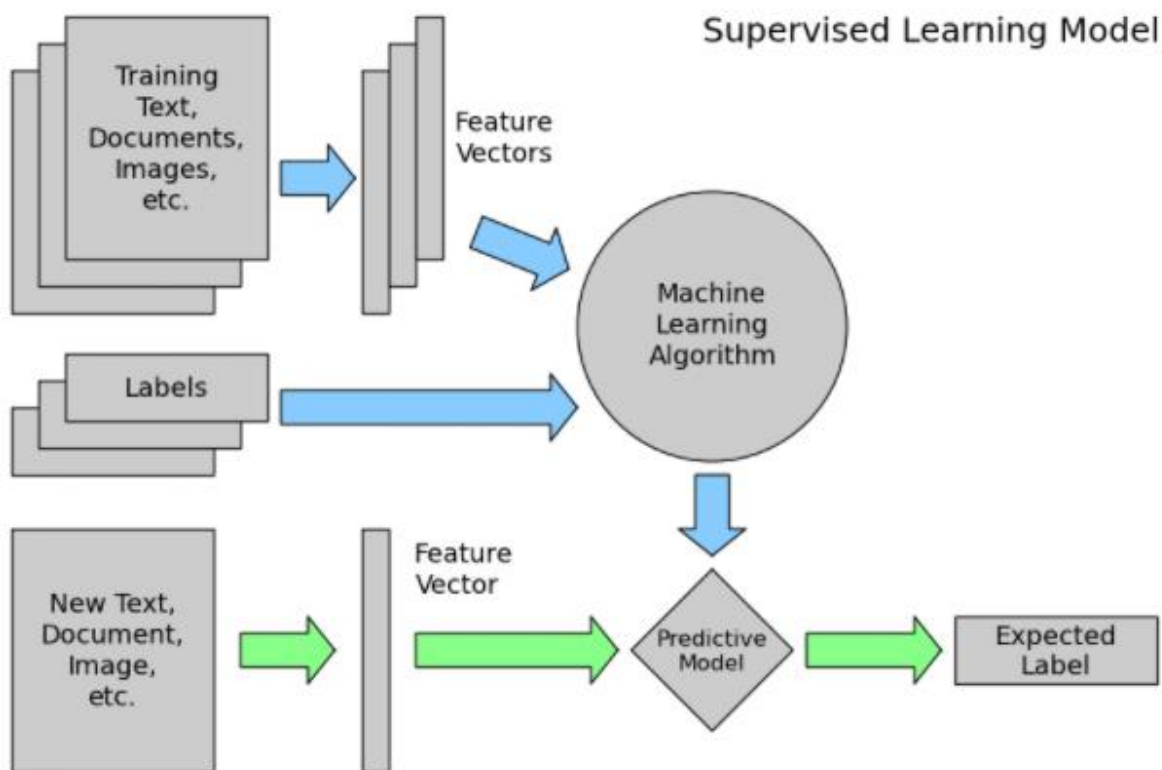 Supervised Learning Model
Training
Text,
Documents,
Images,
etc.
Feature
Vectors
Machine
Learning
Algorithm
Labels
New Text,
Document,
Image,
etc.
Feature
Vector
Predictive
Model
Expected
Label